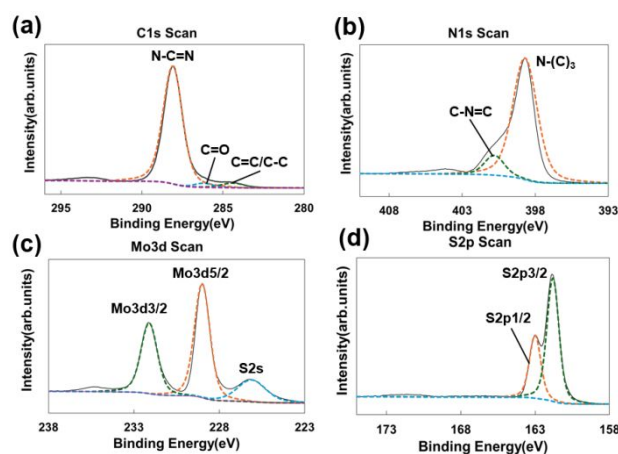 (a)
C1s Scan
N-C=N
C=O
C=C/C-C
Intensity(arb.units)
295 290 285 280
Binding Energy(eV)
(b)
N1s Scan
N-(C)3
C-N=C
Intensity(arb.units)
408 403 398 393
Binding Energy(eV)
(c)
Mo3d Scan
Mo3d5/2
Mo3d3/2
S2s
Intensity(arb.units)
238 233 228 223
Binding Energy(eV)
(d)
S2p Scan
S2p3/2
S2p1/2
Intensity(arb.units)
173 168 163 158
Binding Energy(eV)